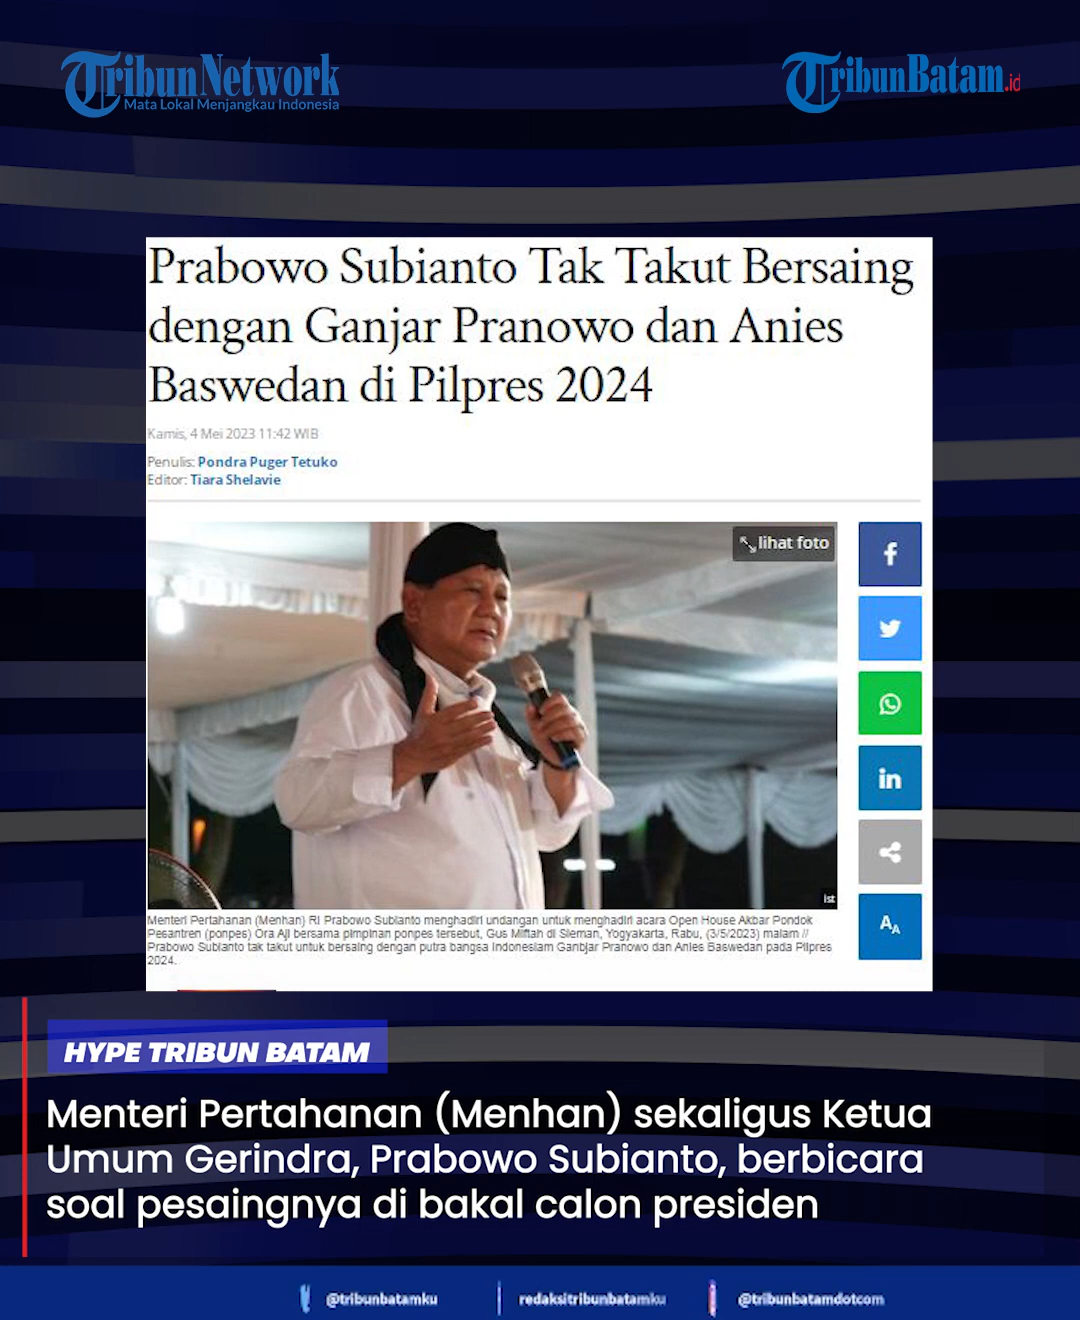 TribunNetwork
Mata Lokal Menjangkau Indonesia
TribunBatam.id
Prabowo Subianto Tak Takut Bersaing
dengan Ganjar Pranowo dan Anies
Baswedan di Pilpres 2024
Kamis, 4 Mei 2023 11:42 WIB
Penulis: Pondra Puger Tetuko
Editor: Tiara Shelavie
lihat foto
ist
Menteri Pertahanan (Menhan) RI Prabowo Subianto menghadiri undangan untuk menghadiri acara Open House Akbar Pondok
Pesantren (ponpes) Ora Aji bersama pimpinan ponpes tersebut, Gus Miftah di Sleman, Yogyakarta, Rabu, (3/5/2023) malam //
Prabowo Subianto tak takut untuk bersaing dengan putra bangsa Indonesiam Ganbjar Pranowo dan Anies Baswedan pada Pilpres
2024.
HYPE TRIBUN BATAM
Menteri Pertahanan (Menhan) sekaligus Ketua
Umum Gerindra, Prabowo Subianto, berbicara
soal pesaingnya di bakal calon presiden
@tribunbatamku
redaksitribunbatamku
@tribunbatamdotcom